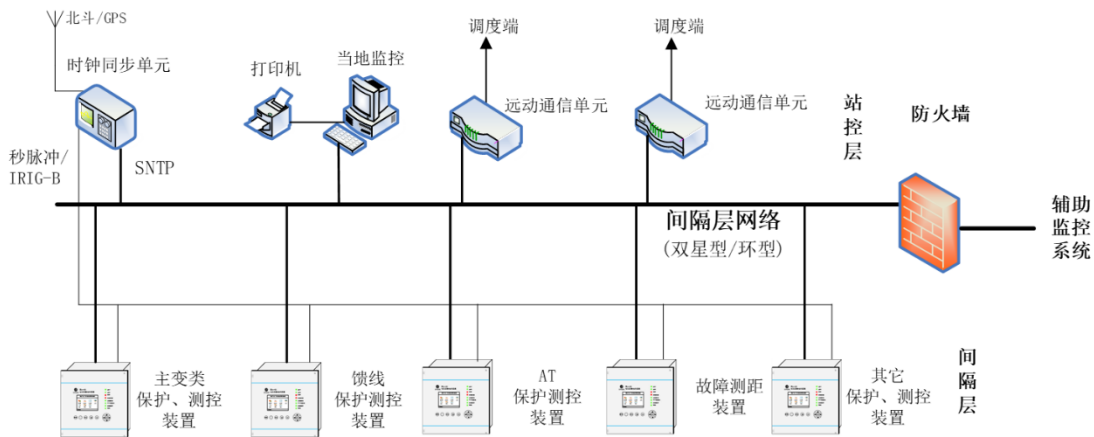 北斗/GPS
时钟同步单元
打印机
当地监控
调度端
远动通信单元
调度端
远动通信单元
站
控
层
防火墙
秒脉冲/
IRIG-B
SNTP
间隔层网络
(双星型/环型)
辅助
监控
系统
主变类
保护、测控
装置
馈线
保护测控
装置
AT
保护测控
装置
故障测距
装置
其它
保护、测控
装置
间
隔
层